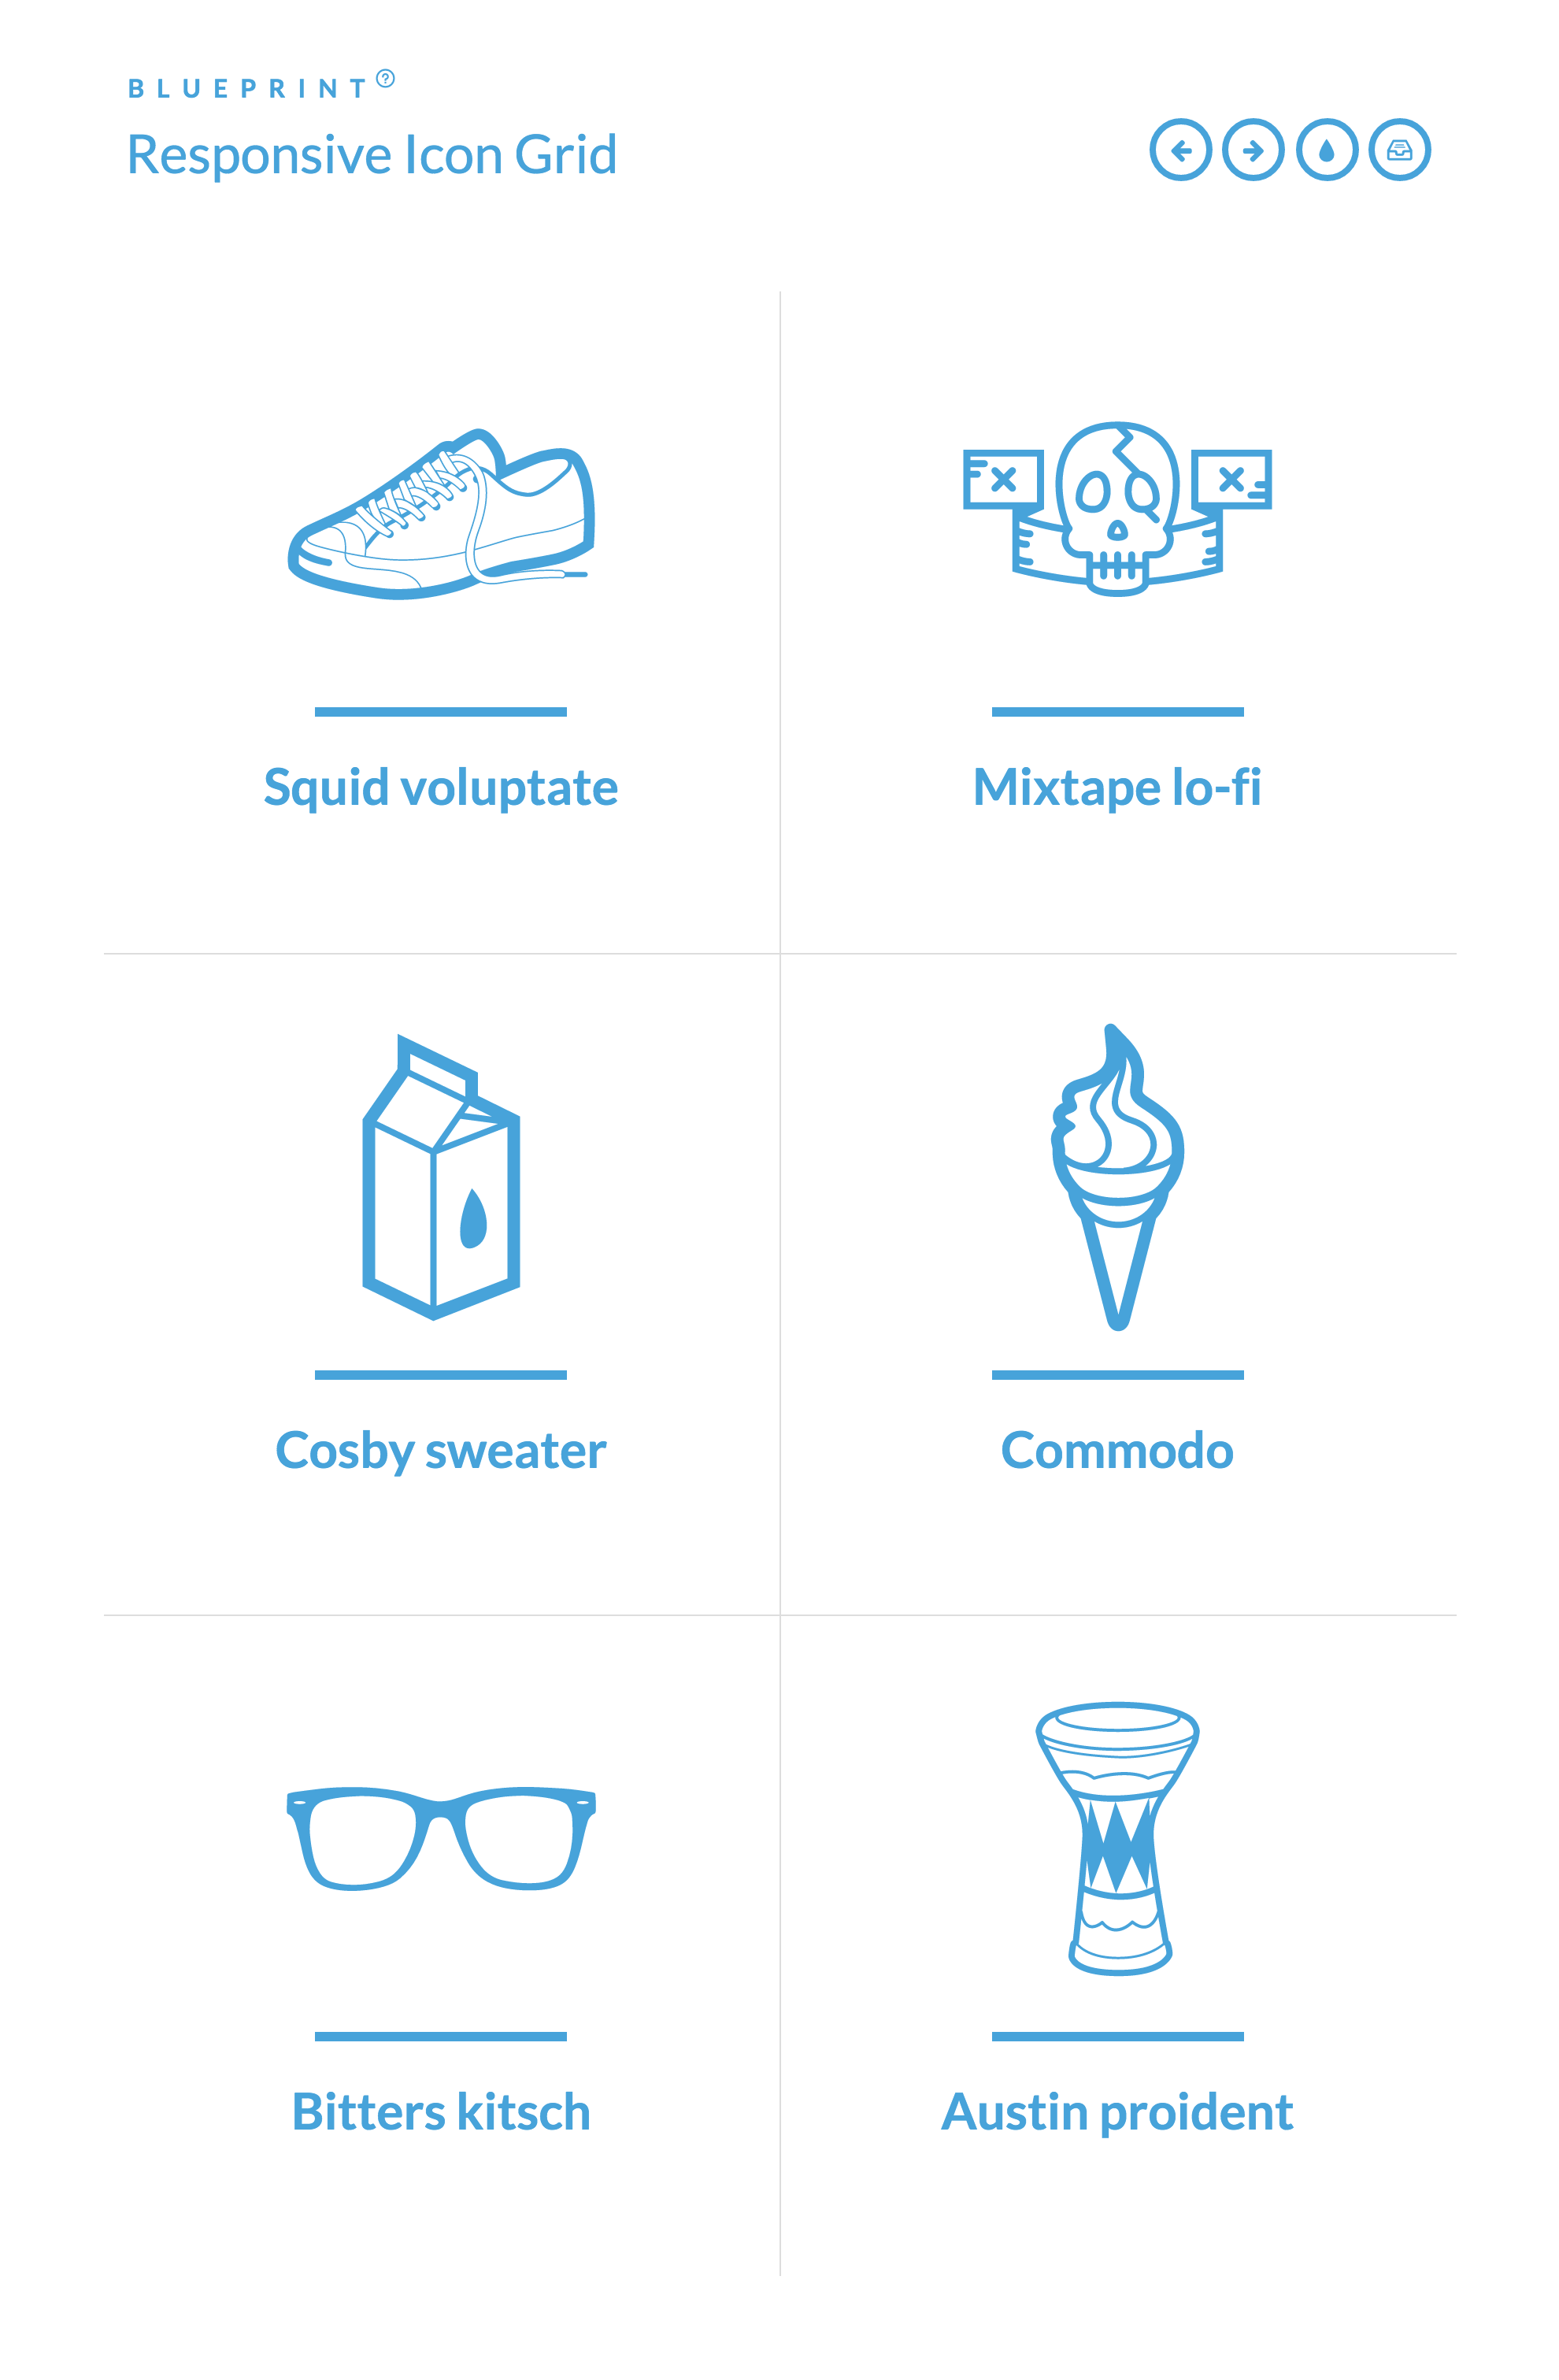 BLUEPRINT ?
Responsive Icon Grid
Squid voluptate
Mixtape lo-fi
Cosby sweater
Commodo
Bitters kitsch
Austin proident